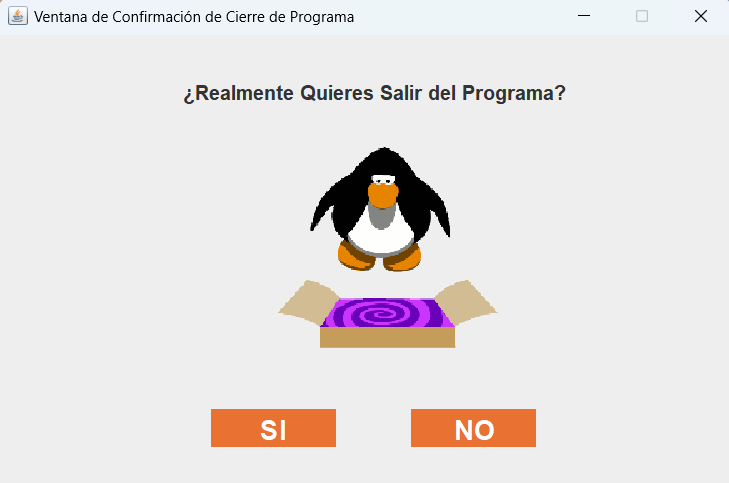 Ventana de Confirmación de Cierre de Programa
¿Realmente Quieres Salir del Programa?
SI
NO